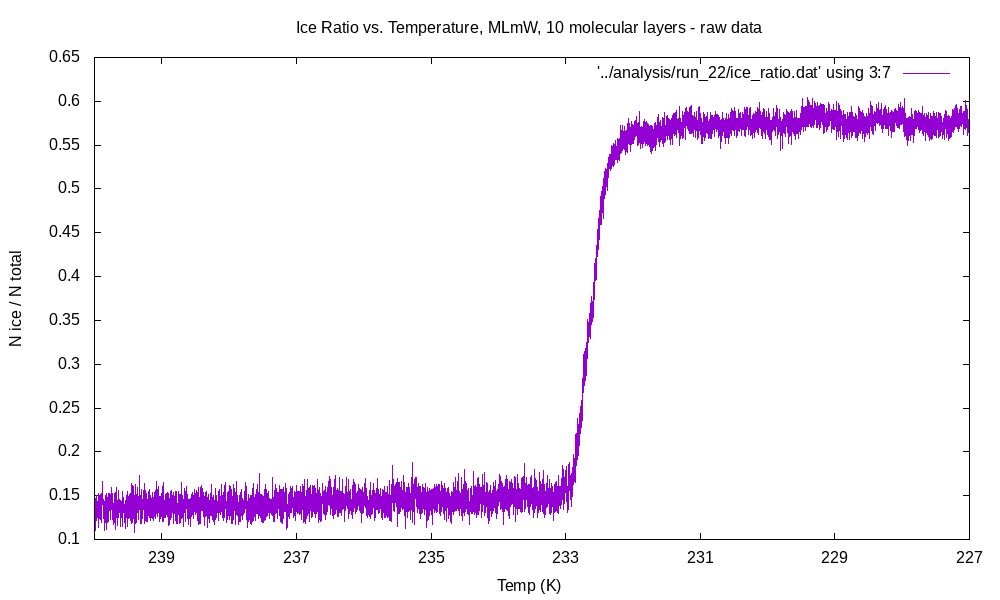 Ice Ratio vs. Temperature, MLmW, 10 molecular layers - raw data
'../analysis/run_22/ice_ratio.dat' using 3:7
N ice / N total
0.65
0.6
0.55
0.5
0.45
0.4
0.35
0.3
0.25
0.2
0.15
0.1
239 237 235 233 231 229 227
Temp (K)